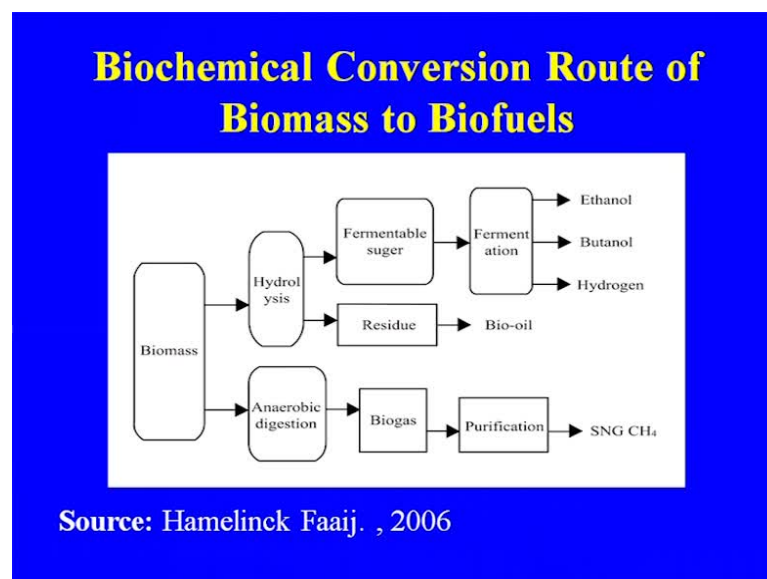 Biochemical Conversion Route of
Biomass to Biofuels
Biomass
Hydrol
ysis
Fermentable
suger
Ferment
ation
Ethanol
Butanol
Hydrogen
Residue
Bio-oil
Anaerobic
digestion
Biogas
Purification
SNG CH₄
Source: Hamelinck Faaij. , 2006